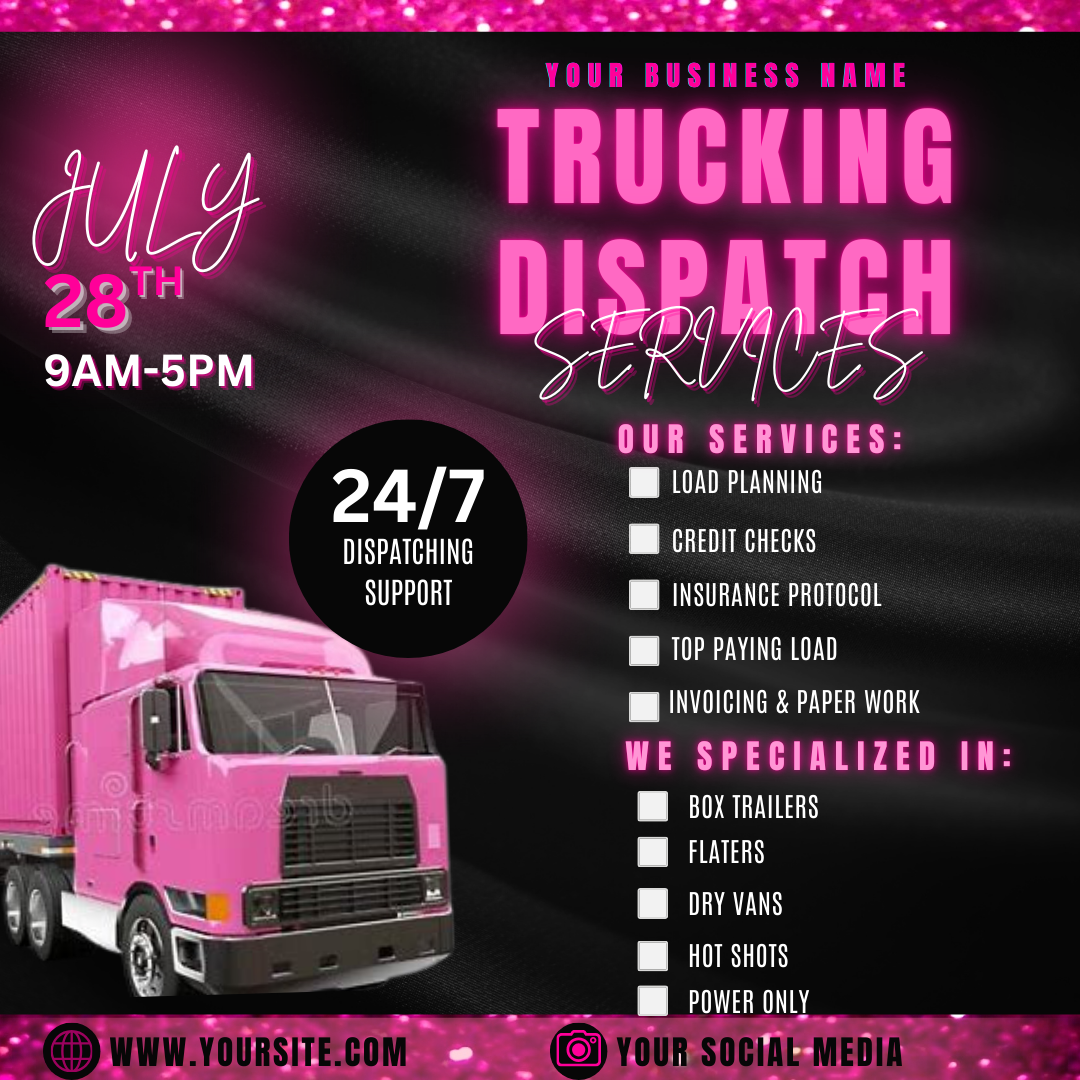 YOUR BUSINESS NAME
TRUCKING
DISPATCH
SERVICES
JULY
28TH
9AM-5PM
24/7
DISPATCHING
SUPPORT
OUR SERVICES:
LOAD PLANNING
CREDIT CHECKS
INSURANCE PROTOCOL
TOP PAYING LOAD
INVOICING & PAPER WORK
WE SPECIALIZED IN:
BOX TRAILERS
FLATERS
DRY VANS
HOT SHOTS
POWER ONLY
WWW.YOURSITE.COM
YOUR SOCIAL MEDIA